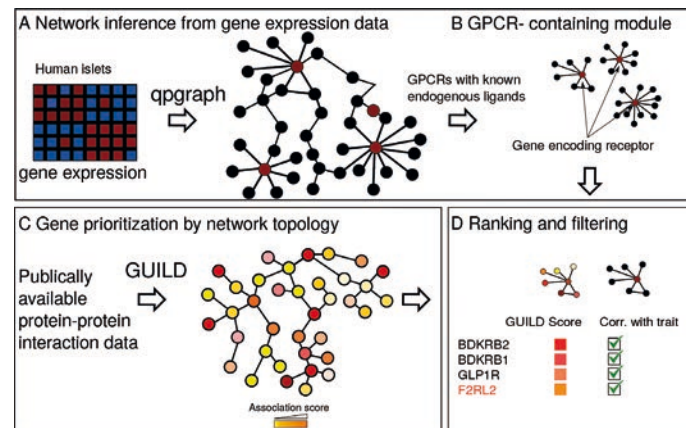 A Network inference from gene expression data
Human islets
gene expression
qpgraph
GPCRs with known
endogenous ligands
B GPCR- containing module
Gene encoding receptor
C Gene prioritization by network topology
Publically
available
protein-protein
interaction data
GUILD
Association score
D Ranking and filtering
GUILD Score Corr. with trait
BDKRB2
BDKRB1
GLP1R
F2RL2